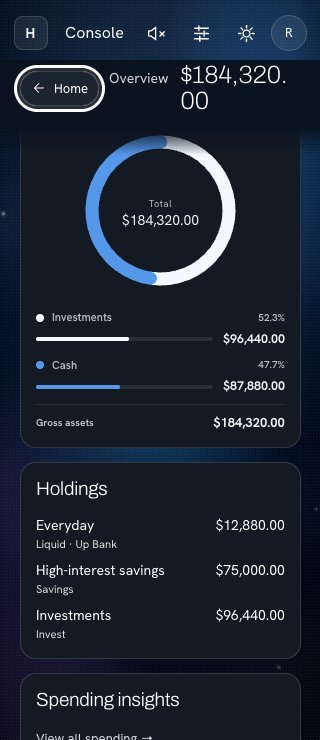 H Console R
← Home Overview $184,320.
00
Total
$184,320.00
Investments 52.3%
$96,440.00
Cash 47.7%
$87,880.00
Gross assets $184,320.00
Holdings
Everyday $12,880.00
Liquid · Up Bank
High-interest savings $75,000.00
Savings
Investments $96,440.00
Invest
Spending insights
View all spending →